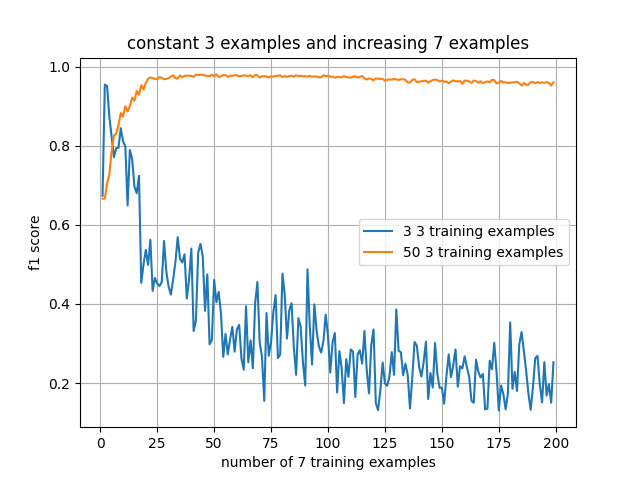 constant 3 examples and increasing 7 examples
1.0
0.8
0.6
0.4
0.2
f1 score
3 3 training examples
50 3 training examples
0 25 50 75 100 125 150 175 200
number of 7 training examples